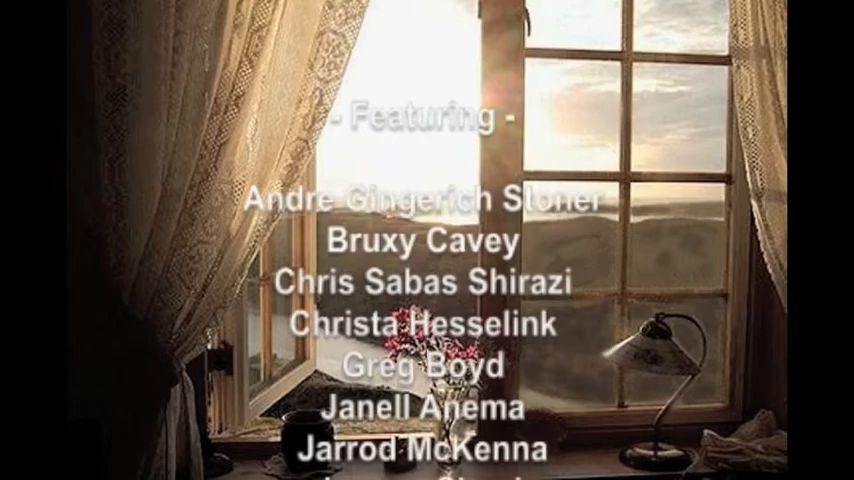 - Featuring -
Andre Gingerich Stoner
Bruxy Cavey
Chris Sabas Shirazi
Christa Hesselink
Greg Boyd
Janell Anema
Jarrod McKenna